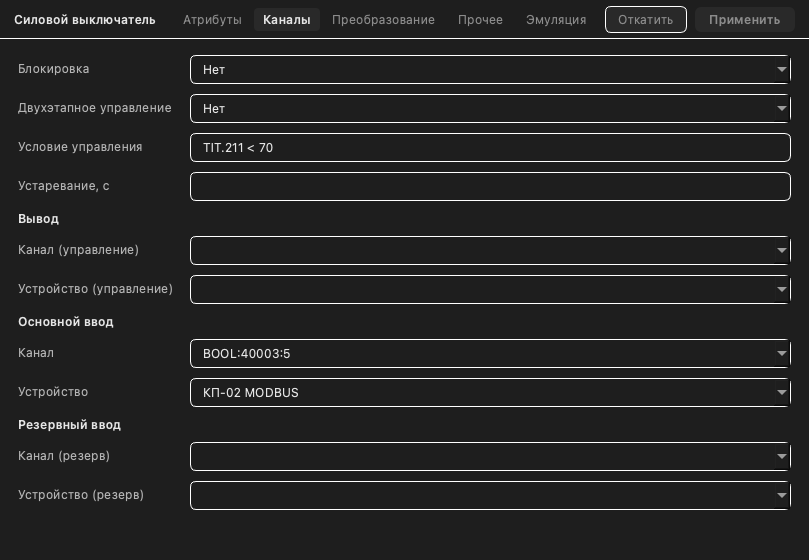 Силовой выключатель Атрибуты Каналы Преобразование Прочее Эмуляция Откатить Применить
Блокировка Нет
Двухэтапное управление Нет
Условие управления TIT.211 < 70
Устаревание, с
Вывод
Канал (управление)
Устройство (управление)
Основной ввод
Канал BOOL:40003:5
Устройство КП-02 MODBUS
Резервный ввод
Канал (резерв)
Устройство (резерв)